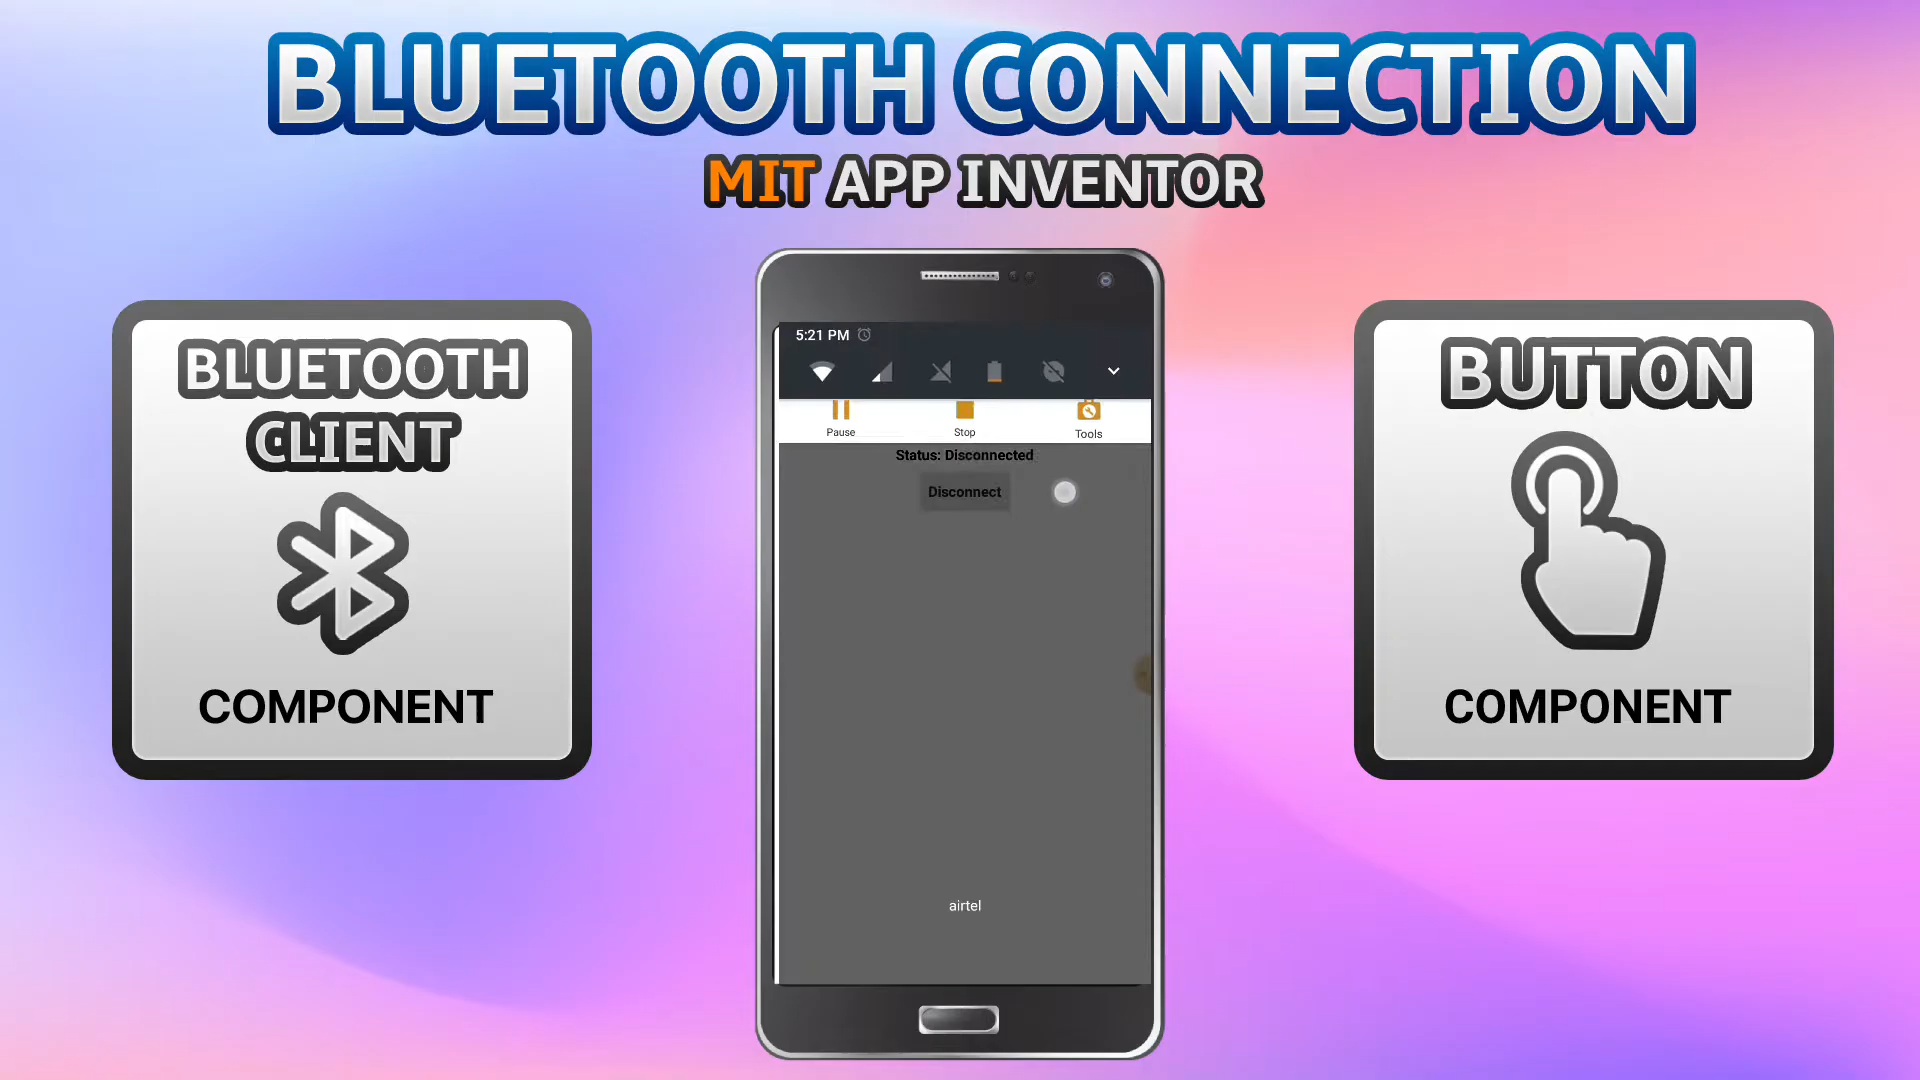 BLUETOOTH CONNECTION
MIT APP INVENTOR
BLUETOOTH
CLIENT
COMPONENT
5:21 PM
Pause
Stop
Tools
Status: Disconnected
Disconnect
airtel
BUTTON
COMPONENT